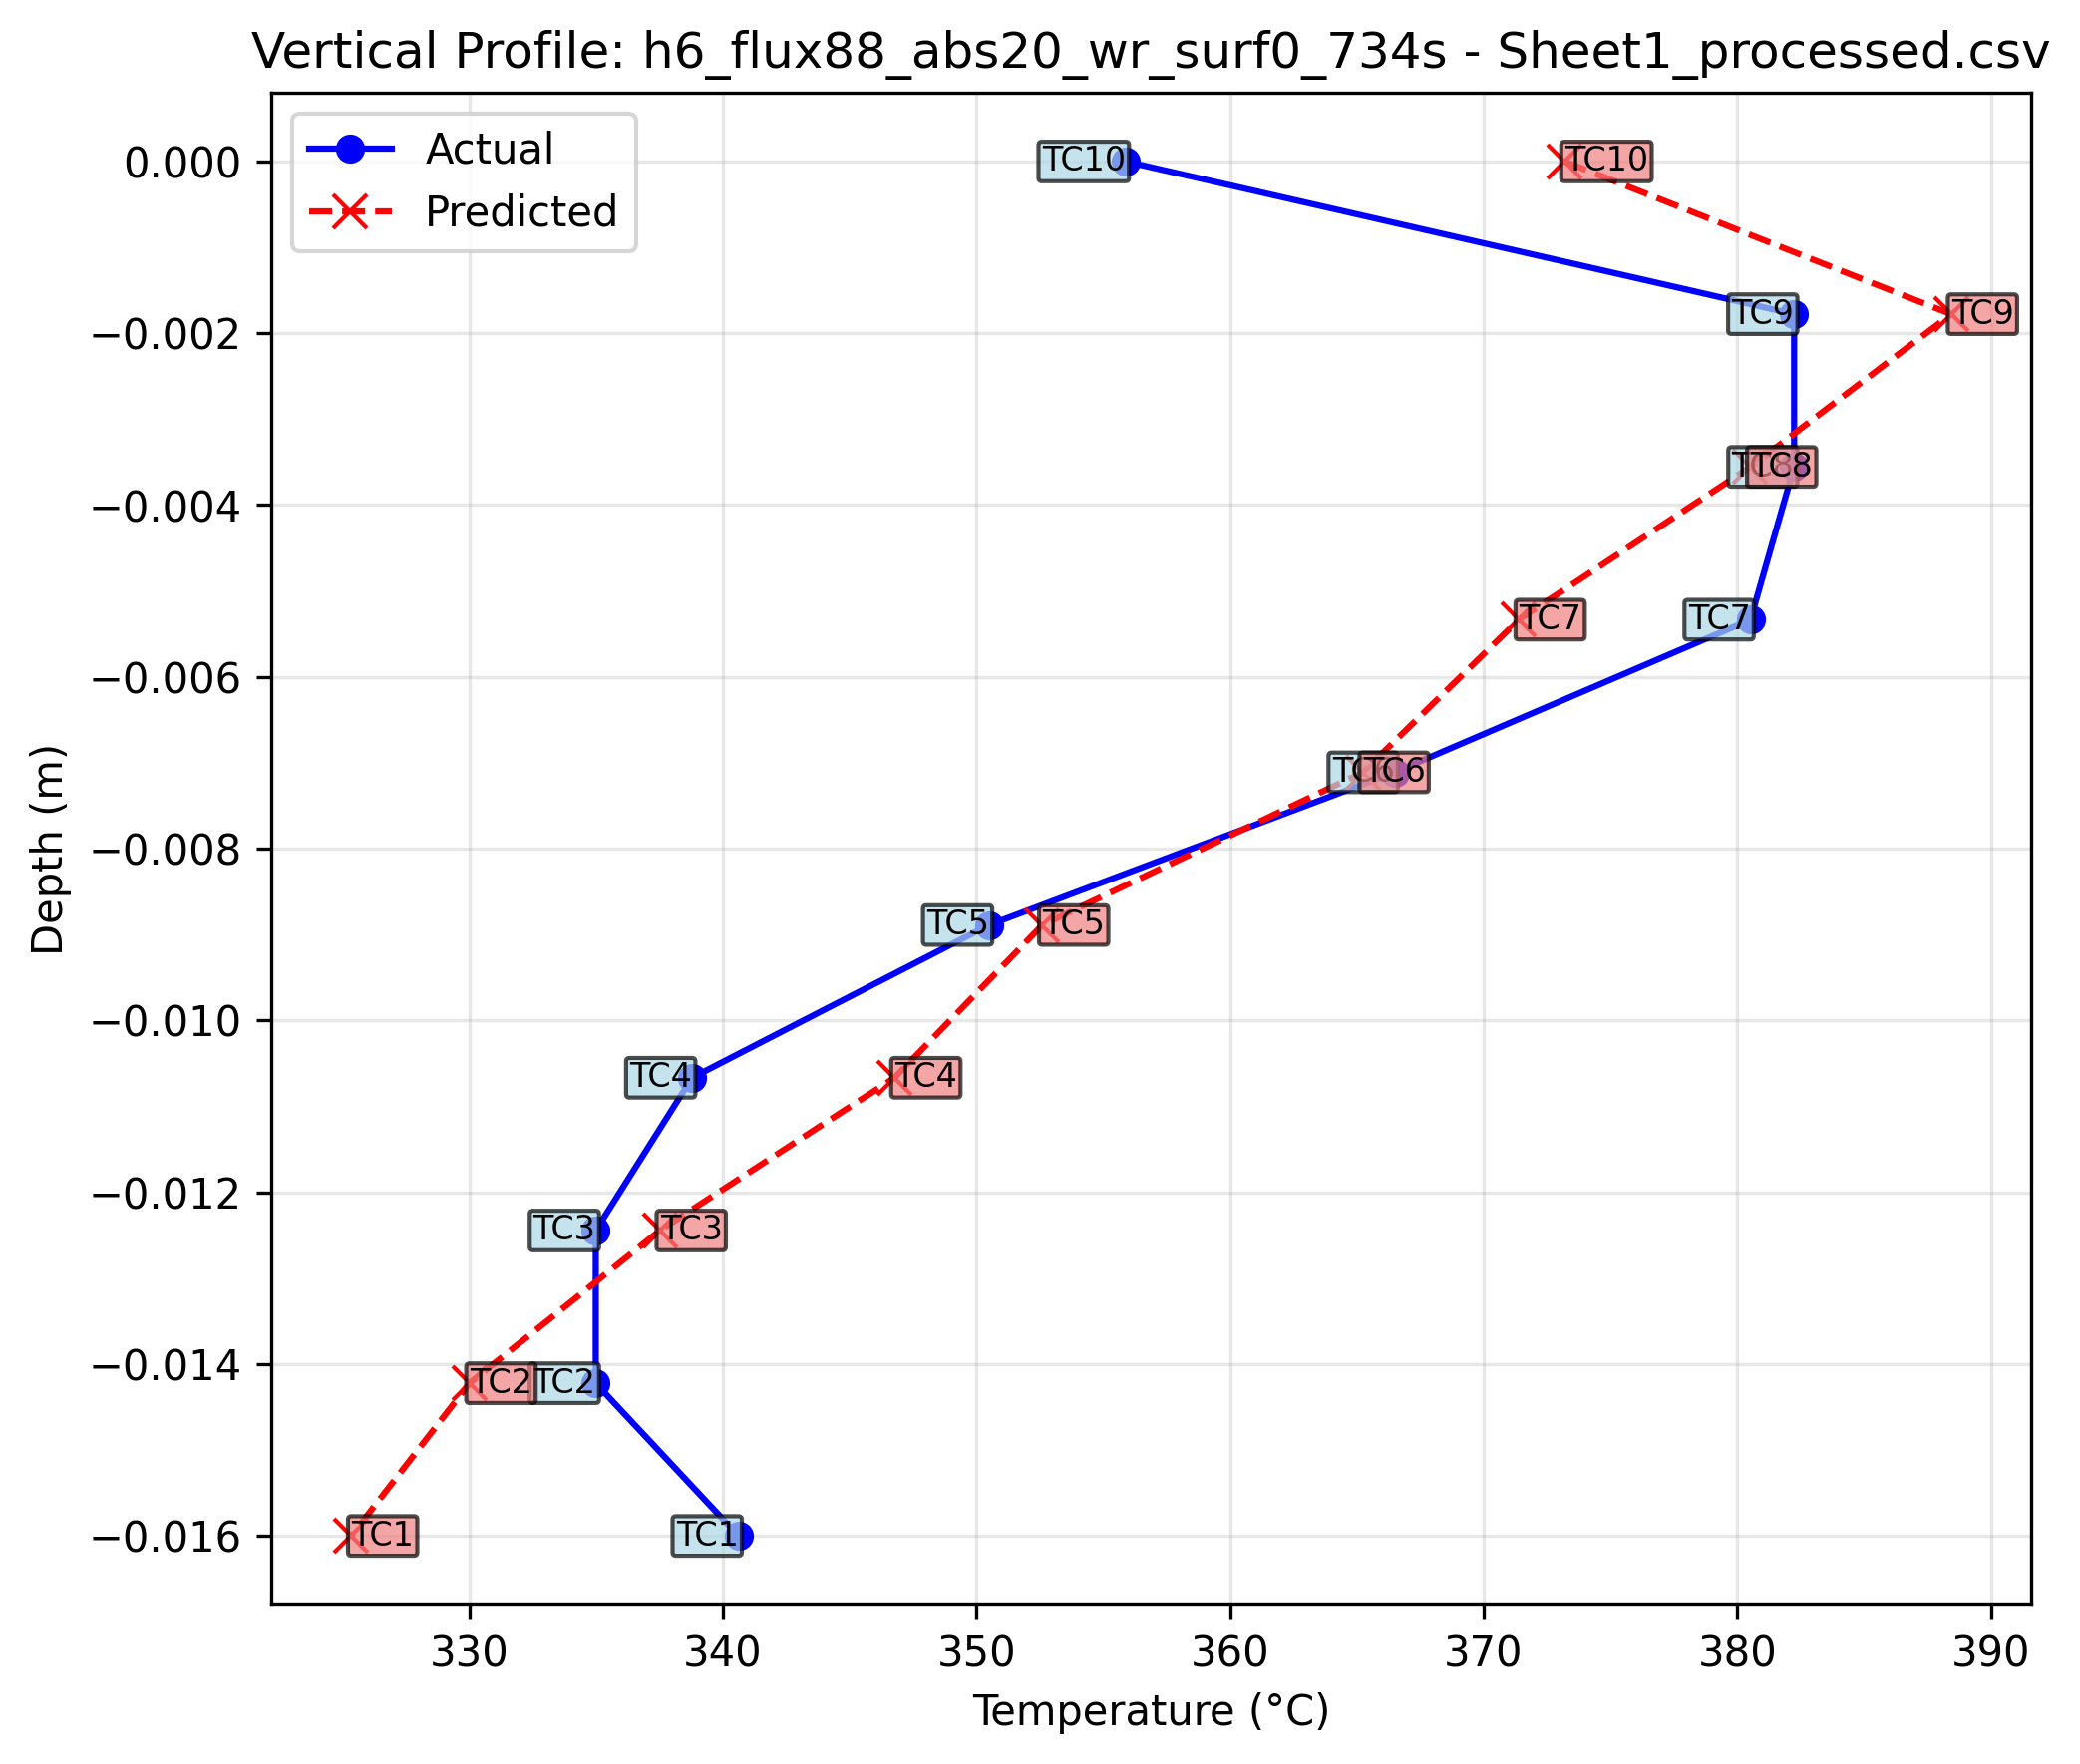 Vertical Profile: h6_flux88_abs20_wr_surf0_734s - Sheet1_processed.csv
Actual
Predicted
TC10
TC10
TC9
TC9
TC8
TC7
TC7
TC6
TC5
TC5
TC4
TC4
TC3
TC3
TC2
TC2
TC1
TC1
0.000
−0.002
−0.004
−0.006
−0.008
−0.010
−0.012
−0.014
−0.016
Depth (m)
330 340 350 360 370 380 390
Temperature (°C)